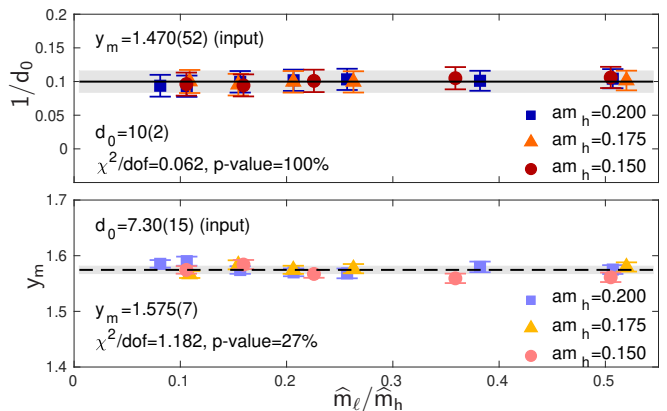 0.2
y_m=1.470(52) (input)
0.15
0.1
1/d_0
0.05
d_0=10(2)
0
χ^2/dof=0.062, p-value=100%
am_h=0.200
am_h=0.175
am_h=0.150
1.7
d_0=7.30(15) (input)
1.6
y_m
1.5
y_m=1.575(7)
χ^2/dof=1.182, p-value=27%
1.4
am_h=0.200
am_h=0.175
am_h=0.150
0 0.1 0.2 0.3 0.4 0.5
m̂_ℓ/m̂_h